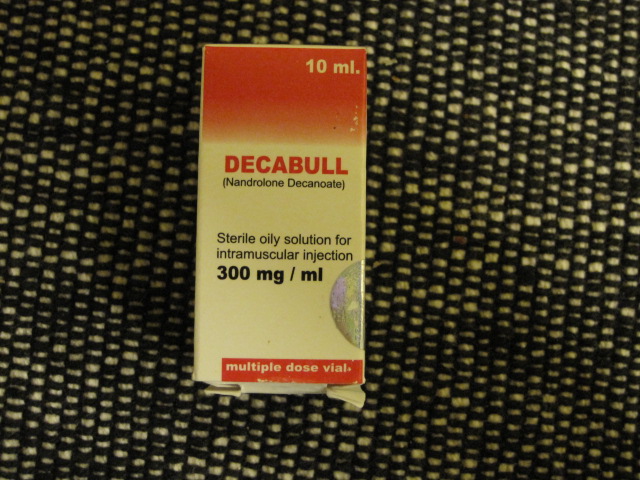 10 ml.
DECABULL
(Nandrolone Decanoate)
Sterile oily solution for
intramuscular injection
300 mg / ml
multiple dose vial.